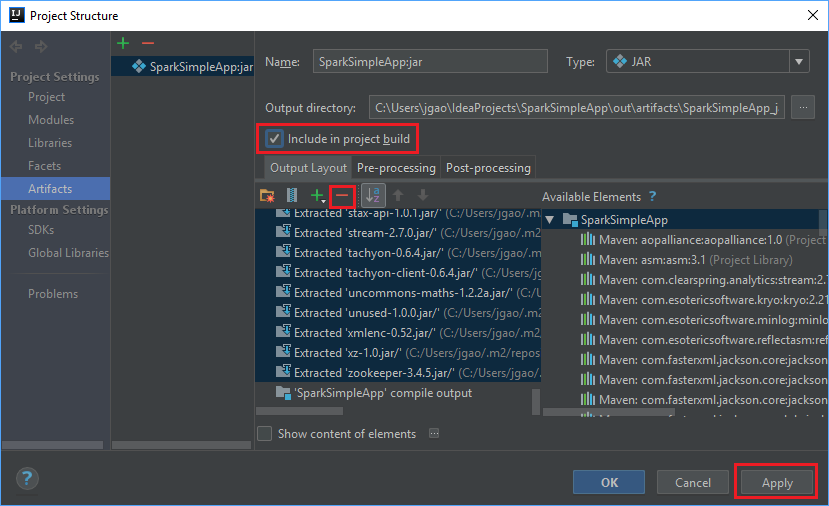 Project Structure
Project Settings
Project
Modules
Libraries
Facets
Artifacts
Platform Settings
SDKs
Global Libraries
Problems
SparkSimpleApp:jar
Name: SparkSimpleApp:jar Type: JAR
Output directory: C:\Users\jgao\IdeaProjects\SparkSimpleApp\out\artifacts\SparkSimpleApp_j ...
Include in project build
Output Layout Pre-processing Post-processing
Extracted 'stax-api-1.0.1.jar/' (C:/Users/jgao/.m2
Extracted 'stream-2.7.0.jar/' (C:/Users/jgao/.m2/
Extracted 'tachyon-0.6.4.jar/' (C:/Users/jgao/.m2
Extracted 'tachyon-client-0.6.4.jar/' (C:/Users/jg
Extracted 'uncommons-maths-1.2.2a.jar/' (C:/Us
Extracted 'unused-1.0.0.jar/' (C:/Users/jgao/.m2/
Extracted 'xmlenc-0.52.jar/' (C:/Users/jgao/.m2/
Extracted 'xz-1.0.jar/' (C:/Users/jgao/.m2/repos
Extracted 'zookeeper-3.4.5.jar/' (C:/Users/jgao/.
'SparkSimpleApp' compile output
Show content of elements ...
Available Elements ?
SparkSimpleApp
Maven: aopalliance:aopalliance:1.0 (Project
Maven: asm:asm:3.1 (Project Library)
Maven: com.clearspring.analytics:stream:2.7
Maven: com.esotericsoftware.kryo:kryo:2.21
Maven: com.esotericsoftware.minlog:minlo
Maven: com.esotericsoftware.reflectasm:ref
Maven: com.fasterxml.jackson.core:jackson
Maven: com.fasterxml.jackson.core:jackson
Maven: com.fasterxml.jackson.core:jackson
? OK Cancel Apply